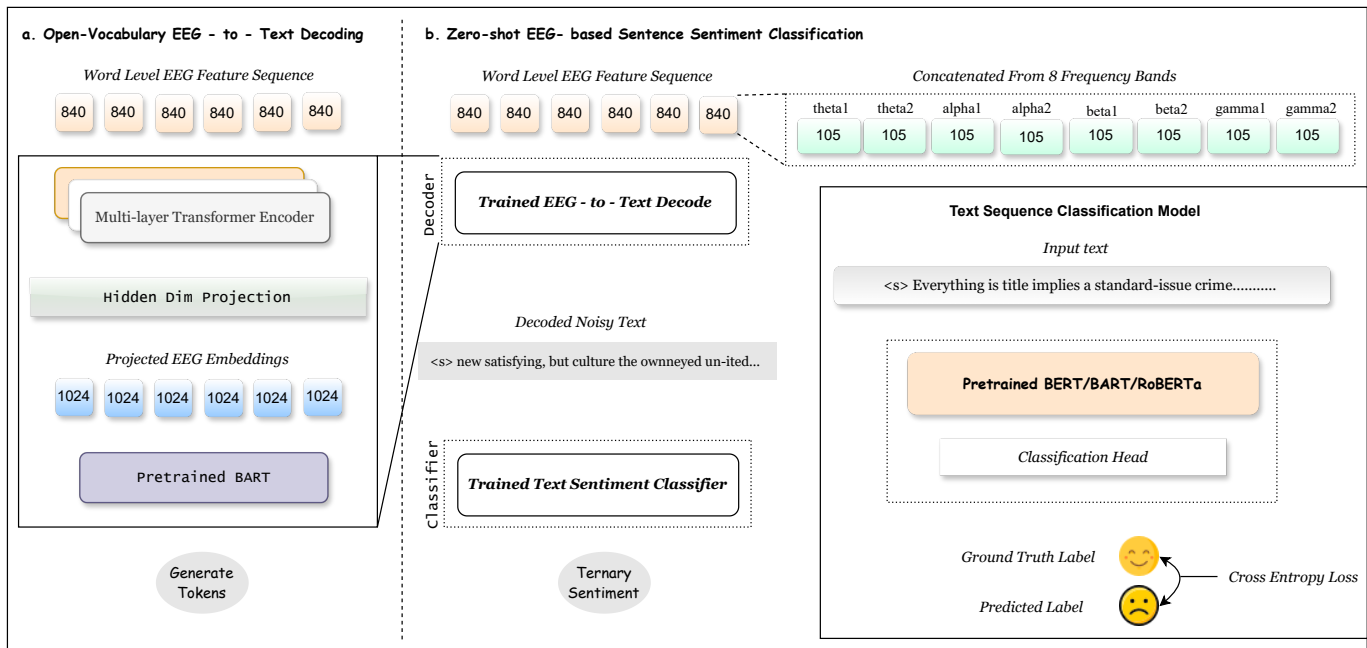 a. Open-Vocabulary EEG - to - Text Decoding
Word Level EEG Feature Sequence
840 840 840 840 840 840
Multi-layer Transformer Encoder
Hidden Dim Projection
Projected EEG Embeddings
1024 1024 1024 1024 1024 1024
Pretrained BART
Generate
Tokens
b. Zero-shot EEG- based Sentence Sentiment Classification
Word Level EEG Feature Sequence
840 840 840 840 840 840
Concatenated From 8 Frequency Bands
theta1 theta2 alpha1 alpha2 beta1 beta2 gamma1 gamma2
105 105 105 105 105 105 105 105
Decoder
Trained EEG - to - Text Decode
Decoded Noisy Text
<s> new satisfying, but culture the ownneyed un-ited...
Classifier
Trained Text Sentiment Classifier
Ternary
Sentiment
Text Sequence Classification Model
Input text
<s> Everything is title implies a standard-issue crime...........
Pretrained BERT/BART/RoBERTa
Classification Head
Ground Truth Label
Cross Entropy Loss
Predicted Label